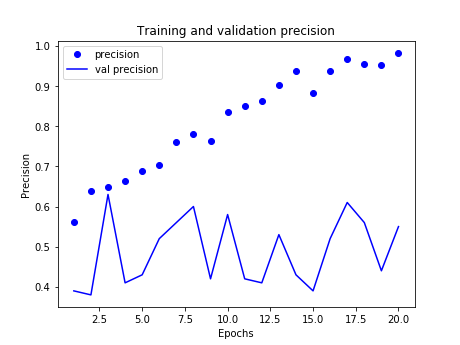 Training and validation precision
precision
val precision
1.0
0.9
0.8
0.7
0.6
0.5
0.4
Precision
2.5 5.0 7.5 10.0 12.5 15.0 17.5 20.0
Epochs